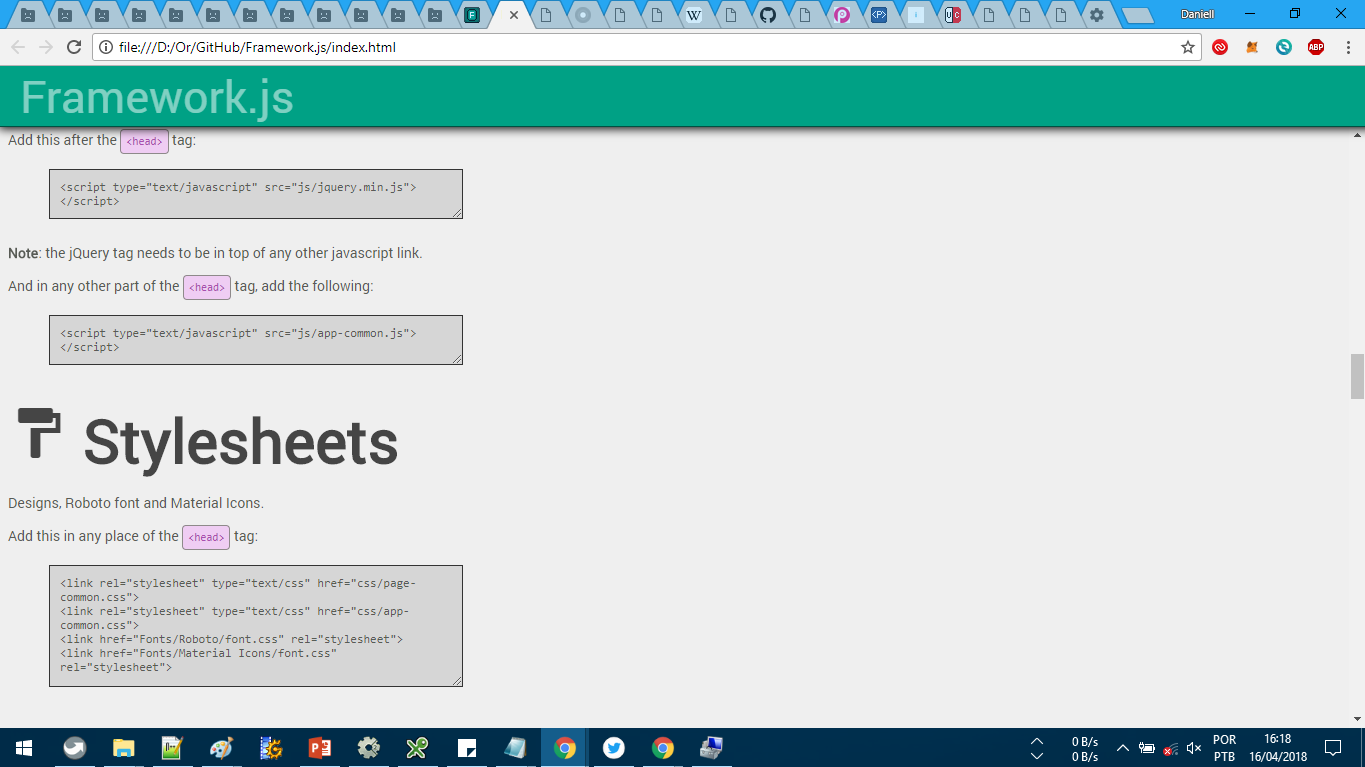 Daniell
file:///D:/Or/GitHub/Framework.js/index.html
ABP
Framework.js
Add this after the <head> tag:
<script type="text/javascript" src="js/jquery.min.js">
</script>
Note: the jQuery tag needs to be in top of any other javascript link.
And in any other part of the <head> tag, add the following:
<script type="text/javascript" src="js/app-common.js">
</script>
Stylesheets
Designs, Roboto font and Material Icons.
Add this in any place of the <head> tag:
<link rel="stylesheet" type="text/css" href="css/page-
common.css">
<link rel="stylesheet" type="text/css" href="css/app-
common.css">
<link href="Fonts/Roboto/font.css" rel="stylesheet">
<link href="Fonts/Material Icons/font.css"
rel="stylesheet">
0 B/s
0 B/s
POR
PTB
16:18
16/04/2018